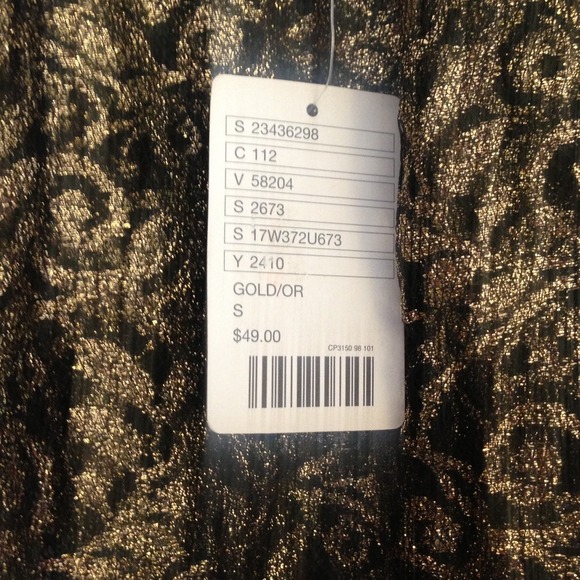 S 23436298
C 112
V 58204
S 2673
S 17W372U673
Y 2410
GOLD/OR
S
$49.00
CP3150 98 101